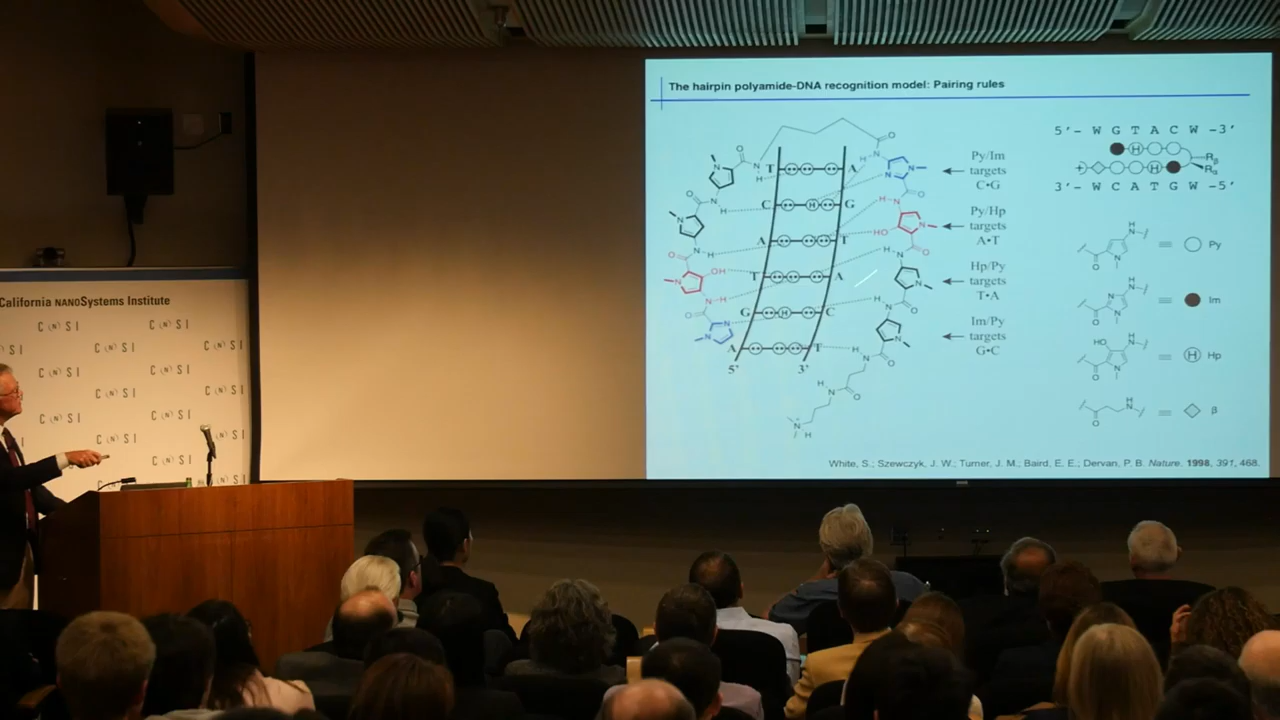 The hairpin polyamide-DNA recognition model: Pairing rules
5'- W G T A C W -3'
H
+ H
Rβ
Rα
3'- W C A T G W -5'
Py/Im
targets
C•G
Py/Hp
targets
A•T
Hp/Py
targets
T•A
Im/Py
targets
G•C
T A
C H G
A T
T A
G H C
A T
5' 3'
Py
Im
H Hp
β
White, S.; Szewczyk, J. W.; Turner, J. M.; Baird, E. E.; Dervan, P. B. Nature. 1998, 391, 468.
California NANOSystems Institute
C (N) S I C (N) S I
S I C (N) S I C (N) S I
C (N) S I C (N) S I
C (N) S I C (N) S I
C (N) S I C (N) S I
C (N) S I C (N) S I
C (N) S I